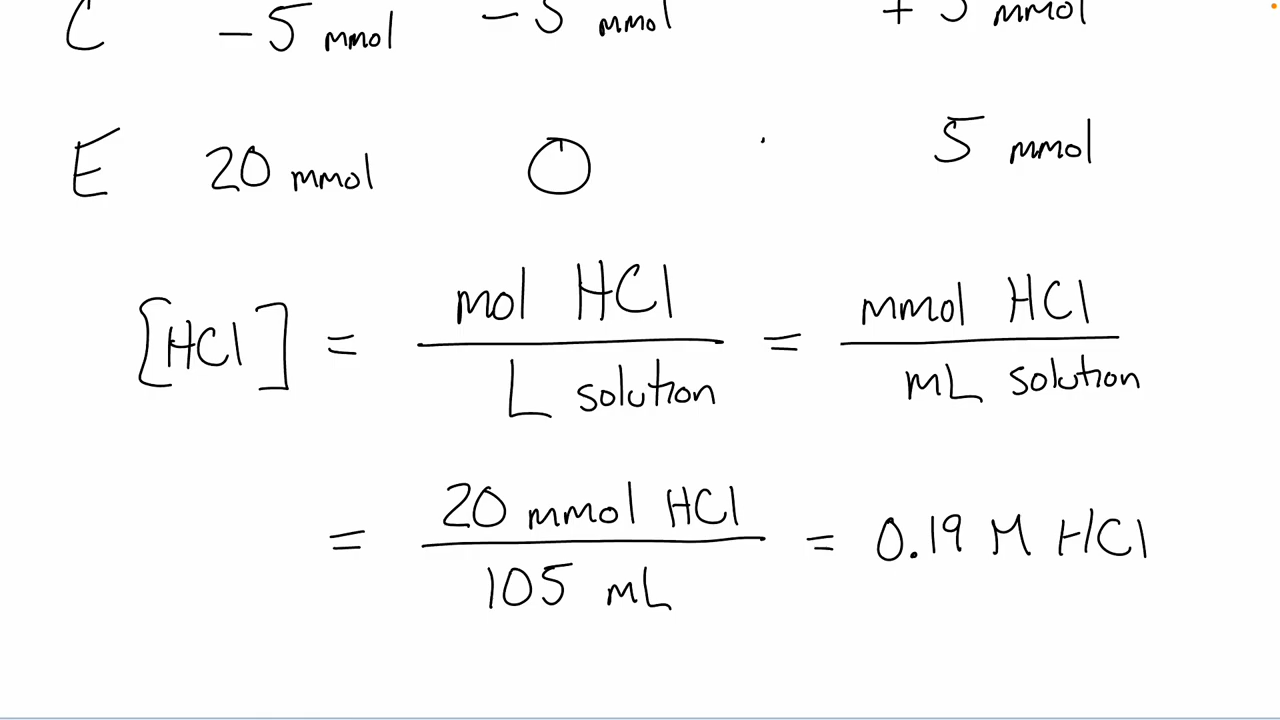 C -5 mmol -5 mmol +5 mmol
E 20 mmol 0 5 mmol
[HCl] = mol HCl / L solution = mmol HCl / mL solution
= 20 mmol HCl / 105 mL = 0.19 M HCl